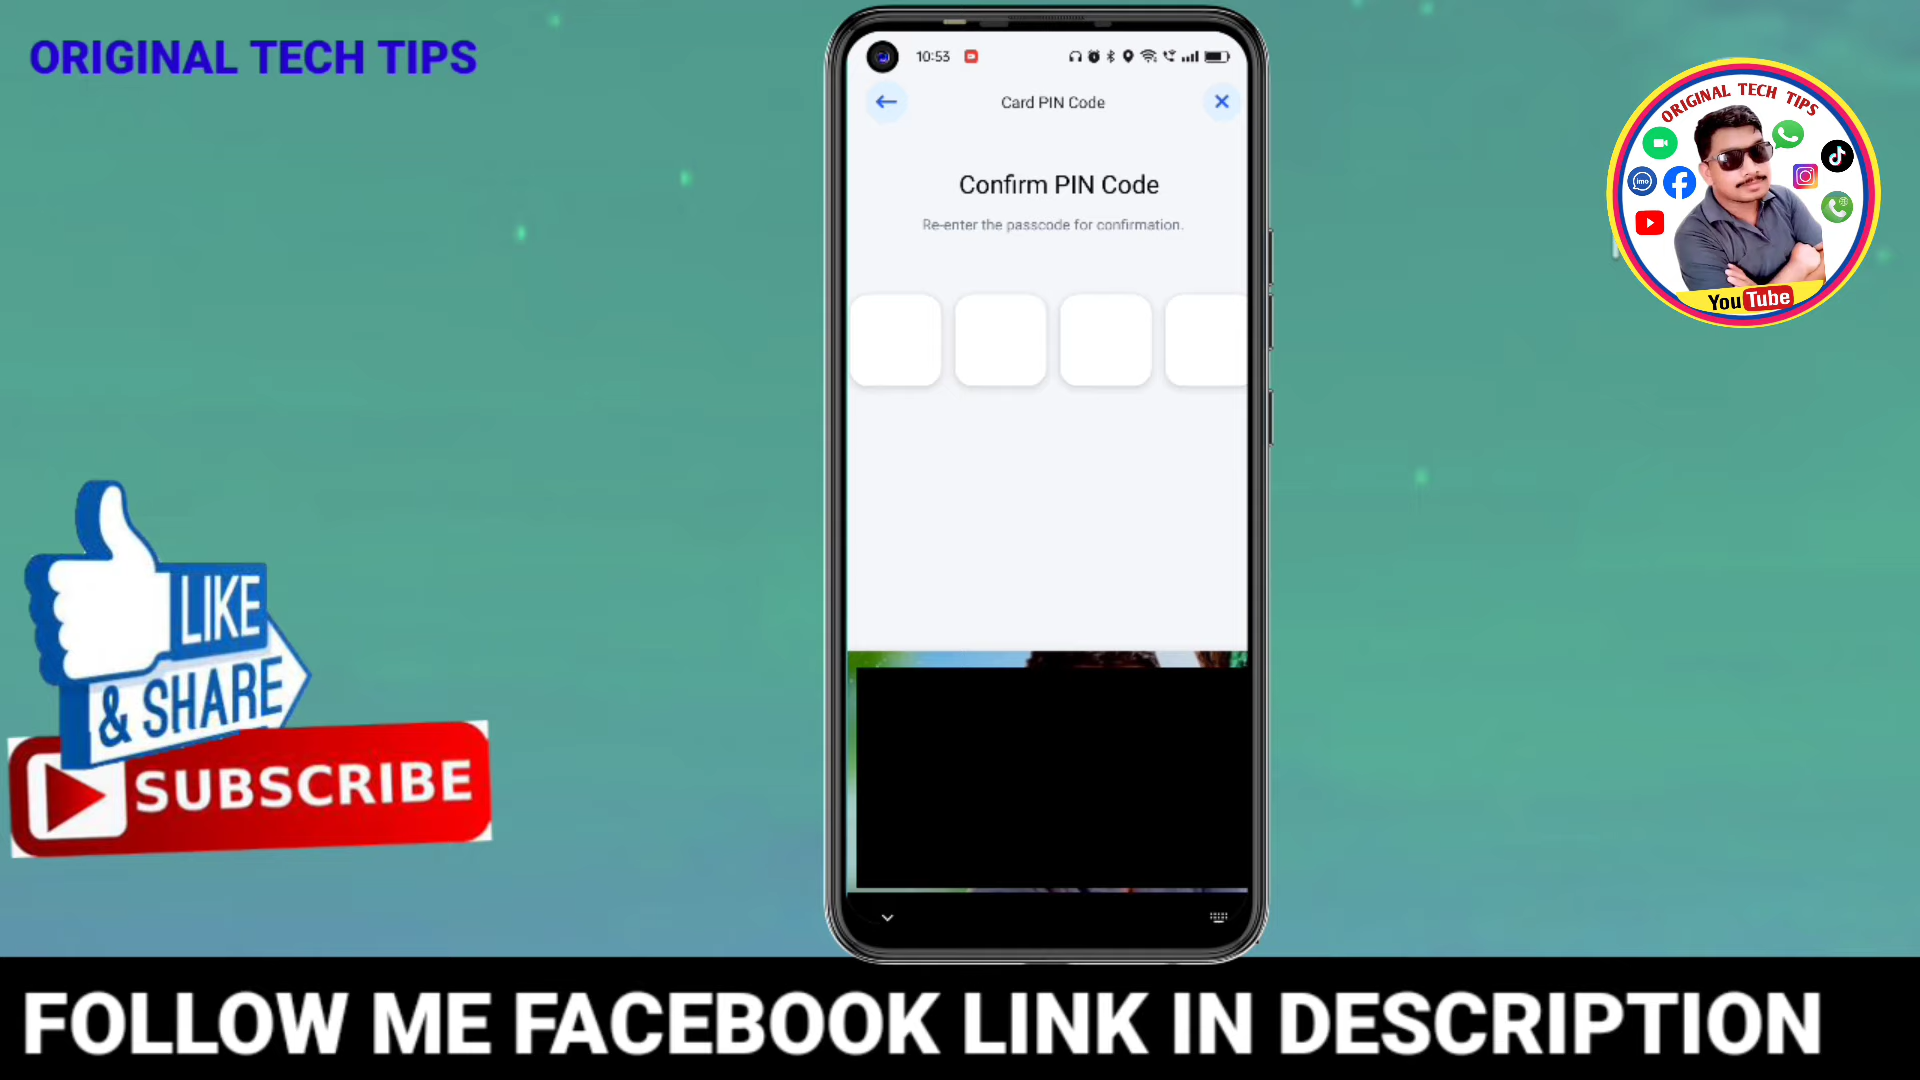 ORIGINAL TECH TIPS
10:53
Card PIN Code
Confirm PIN Code
Re-enter the passcode for confirmation.
ORIGINAL TECH TIPS
imo
YouTube
LIKE
& SHARE
SUBSCRIBE
FOLLOW ME FACEBOOK LINK IN DESCRIPTION